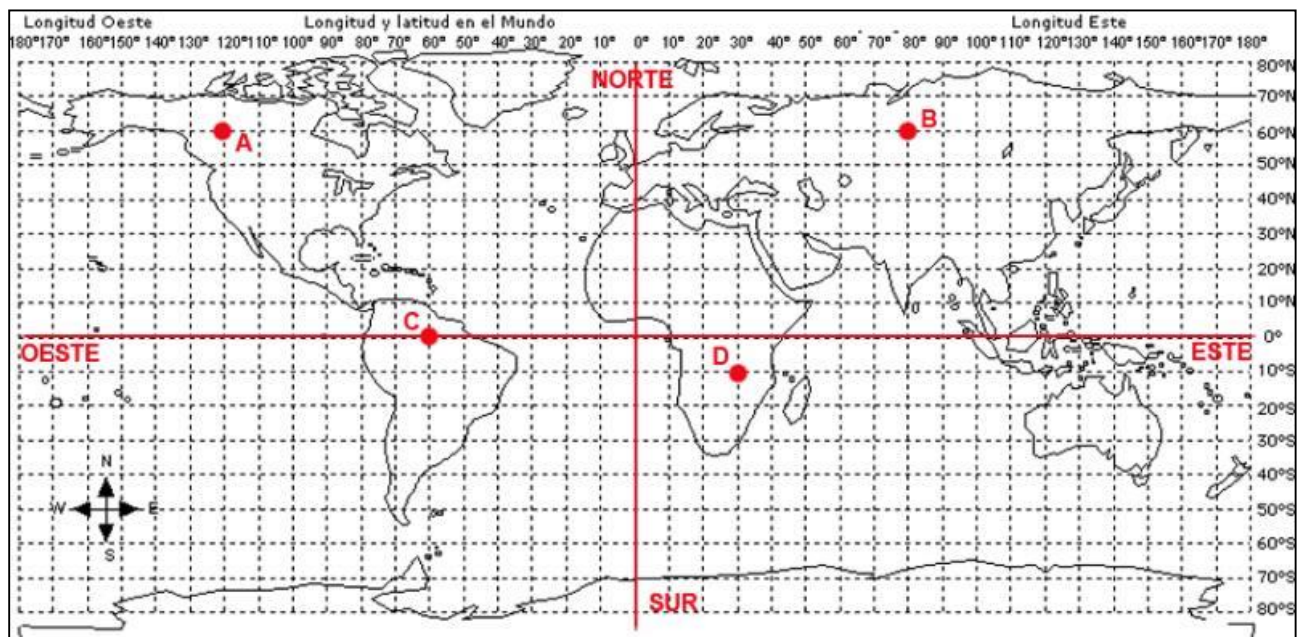 Longitud Oeste Longitud y latitud en el Mundo Longitud Este
180°170°160°150°140°130°120°110°100° 90° 80° 70° 60° 50° 40° 30° 20° 10° 0° 10° 20° 30° 40° 50° 60° 70° 80° 90° 100° 110° 120°130°140°150°160°170° 180°
80°N
NORTE
70°N
B
60°N
A
50°N
40°N
30°N
20°N
10°N
C
0°
OESTE
ESTE
D
10°S
20°S
30°S
N
40°S
W E
50°S
S
60°S
70°S
SUR
80°S